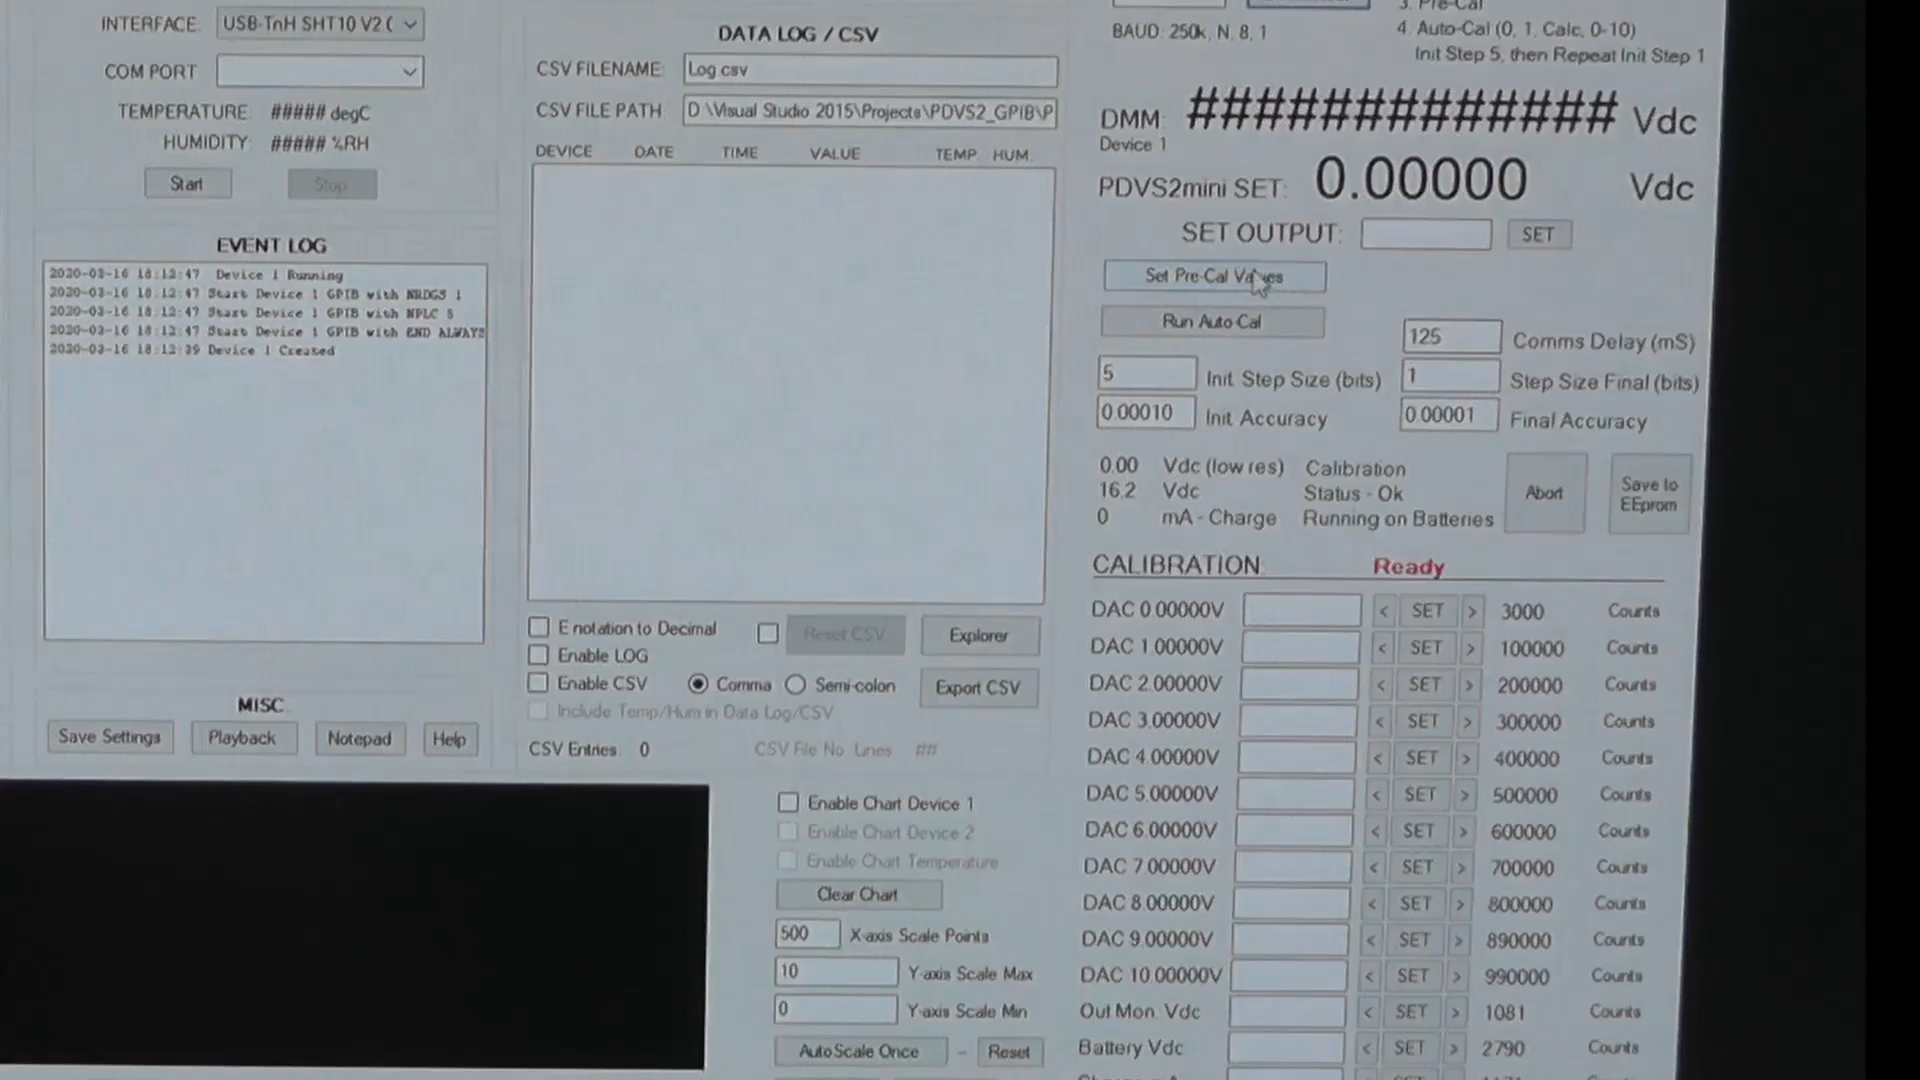 INTERFACE: USB-TnH SHT10 V2 (
COM PORT
TEMPERATURE: ##### degC
HUMIDITY: ##### %RH
Start Stop
EVENT LOG
2020-03-16 18:12:47 Device 1 Running
2020-03-16 18:12:47 Start Device 1 GPIB with NRDGS 1
2020-03-16 18:12:47 Start Device 1 GPIB with NPLC 5
2020-03-16 18:12:47 Start Device 1 GPIB with END ALWAYS
2020-03-16 18:12:39 Device 1 Created
MISC.
Save Settings Playback Notepad Help
DATA LOG / CSV
CSV FILENAME: Log.csv
CSV FILE PATH D:\Visual Studio 2015\Projects\PDVS2_GPIB\P
DEVICE DATE TIME VALUE TEMP. HUM.
E notation to Decimal Reset CSV Explorer
Enable LOG
Enable CSV Comma Semi-colon Export CSV
Include Temp/Hum in Data Log/CSV
CSV Entries 0 CSV File No. Lines ##
Enable Chart Device 1
Enable Chart Device 2
Enable Chart Temperature
Clear Chart
500 X-axis Scale Points
10 Y-axis Scale Max
0 Y-axis Scale Min
AutoScale Once - Reset
3. Pre-Cal
BAUD: 250k, N, 8, 1
4. Auto-Cal (0, 1, Calc, 0-10)
Init Step 5, then Repeat Init Step 1
DMM: ############# Vdc
Device 1
PDVS2mini SET: 0.00000 Vdc
SET OUTPUT: SET
Set Pre-Cal Values
Run Auto-Cal
125 Comms Delay (mS)
5 Init. Step Size (bits) 1 Step Size Final (bits)
0.00010 Init. Accuracy 0.00001 Final Accuracy
0.00 Vdc (low res) Calibration
16.2 Vdc Status - Ok
0 mA - Charge Running on Batteries
Abort Save to EEprom
CALIBRATION: Ready
DAC 0.00000V < SET > 3000 Counts
DAC 1.00000V < SET > 100000 Counts
DAC 2.00000V < SET > 200000 Counts
DAC 3.00000V < SET > 300000 Counts
DAC 4.00000V < SET > 400000 Counts
DAC 5.00000V < SET > 500000 Counts
DAC 6.00000V < SET > 600000 Counts
DAC 7.00000V < SET > 700000 Counts
DAC 8.00000V < SET > 800000 Counts
DAC 9.00000V < SET > 890000 Counts
DAC 10.00000V < SET > 990000 Counts
Out Mon. Vdc < SET > 1081 Counts
Battery Vdc < SET > 2790 Counts